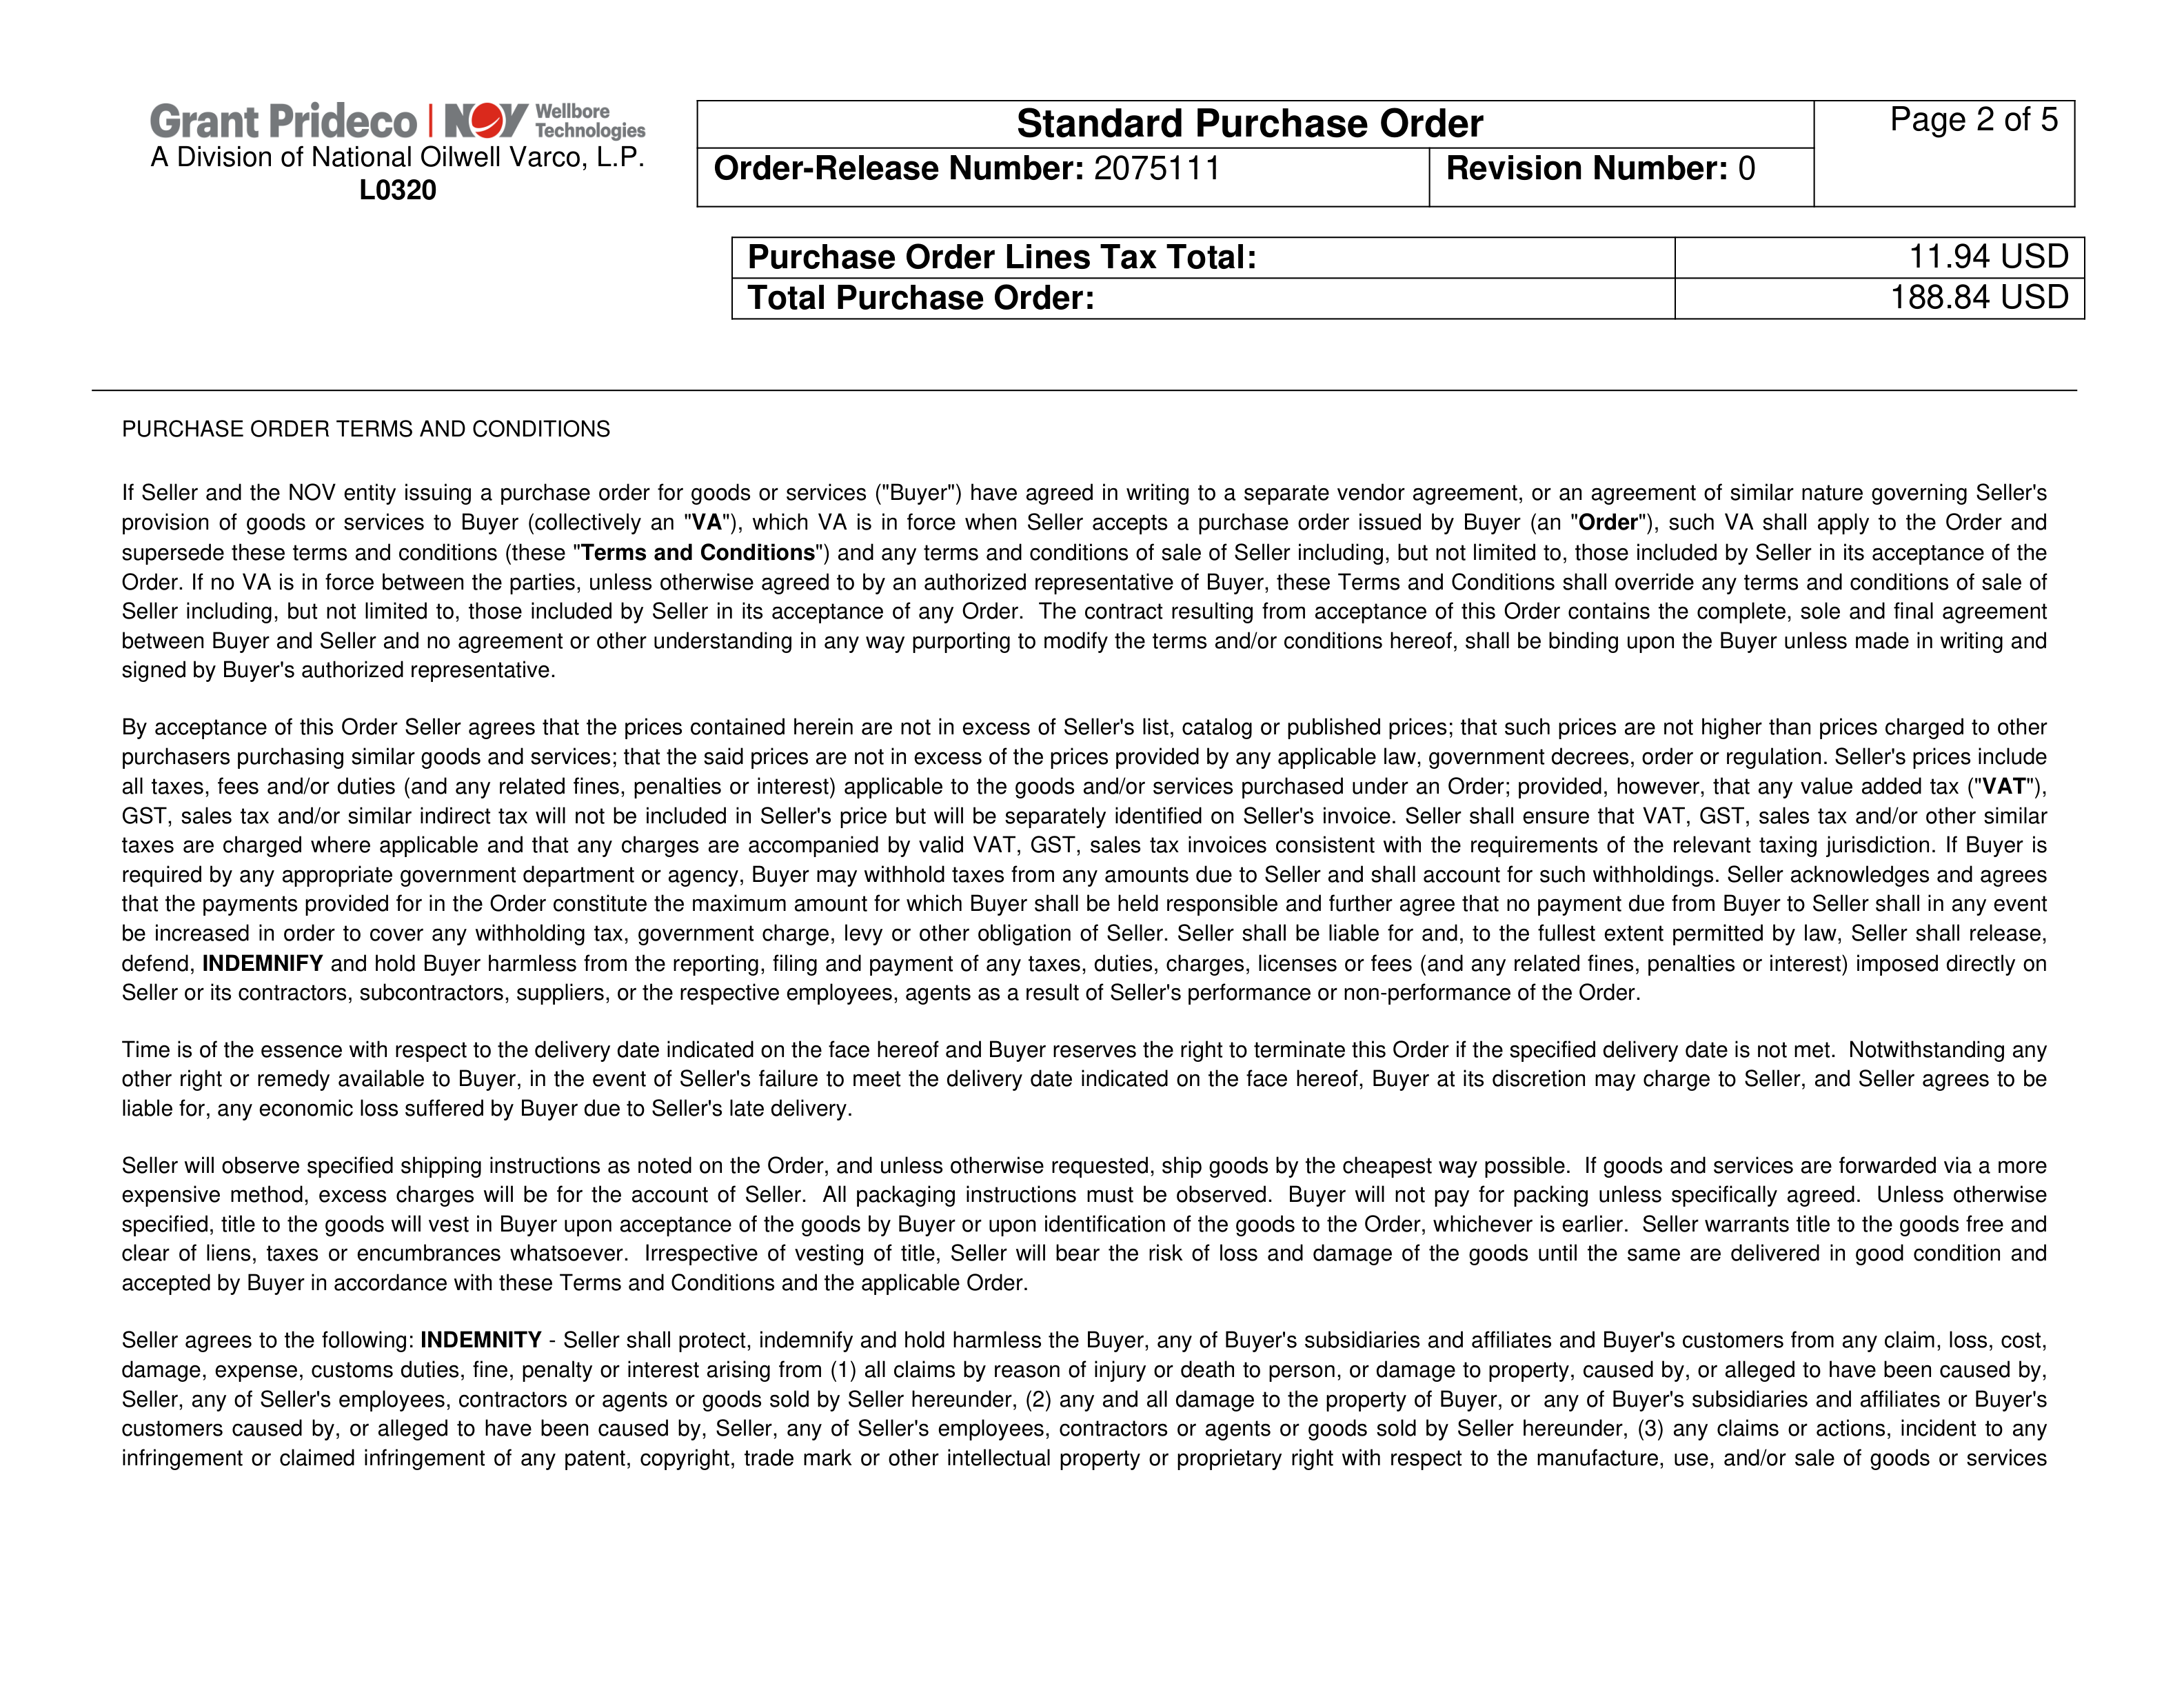 Grant Prideco | NOV Wellbore Technologies
A Division of National Oilwell Varco, L.P.
L0320
Standard Purchase Order
Page 2 of 5
Order-Release Number: 2075111
Revision Number: 0
Purchase Order Lines Tax Total: 11.94 USD
Total Purchase Order: 188.84 USD
PURCHASE ORDER TERMS AND CONDITIONS
If Seller and the NOV entity issuing a purchase order for goods or services ("Buyer") have agreed in writing to a separate vendor agreement, or an agreement of similar nature governing Seller's
provision of goods or services to Buyer (collectively an "VA"), which VA is in force when Seller accepts a purchase order issued by Buyer (an "Order"), such VA shall apply to the Order and
supersede these terms and conditions (these "Terms and Conditions") and any terms and conditions of sale of Seller including, but not limited to, those included by Seller in its acceptance of the
Order. If no VA is in force between the parties, unless otherwise agreed to by an authorized representative of Buyer, these Terms and Conditions shall override any terms and conditions of sale of
Seller including, but not limited to, those included by Seller in its acceptance of any Order.  The contract resulting from acceptance of this Order contains the complete, sole and final agreement
between Buyer and Seller and no agreement or other understanding in any way purporting to modify the terms and/or conditions hereof, shall be binding upon the Buyer unless made in writing and
signed by Buyer's authorized representative.
By acceptance of this Order Seller agrees that the prices contained herein are not in excess of Seller's list, catalog or published prices; that such prices are not higher than prices charged to other
purchasers purchasing similar goods and services; that the said prices are not in excess of the prices provided by any applicable law, government decrees, order or regulation. Seller's prices include
all taxes, fees and/or duties (and any related fines, penalties or interest) applicable to the goods and/or services purchased under an Order; provided, however, that any value added tax ("VAT"),
GST, sales tax and/or similar indirect tax will not be included in Seller's price but will be separately identified on Seller's invoice. Seller shall ensure that VAT, GST, sales tax and/or other similar
taxes are charged where applicable and that any charges are accompanied by valid VAT, GST, sales tax invoices consistent with the requirements of the relevant taxing jurisdiction. If Buyer is
required by any appropriate government department or agency, Buyer may withhold taxes from any amounts due to Seller and shall account for such withholdings. Seller acknowledges and agrees
that the payments provided for in the Order constitute the maximum amount for which Buyer shall be held responsible and further agree that no payment due from Buyer to Seller shall in any event
be increased in order to cover any withholding tax, government charge, levy or other obligation of Seller. Seller shall be liable for and, to the fullest extent permitted by law, Seller shall release,
defend, INDEMNIFY and hold Buyer harmless from the reporting, filing and payment of any taxes, duties, charges, licenses or fees (and any related fines, penalties or interest) imposed directly on
Seller or its contractors, subcontractors, suppliers, or the respective employees, agents as a result of Seller's performance or non-performance of the Order.
Time is of the essence with respect to the delivery date indicated on the face hereof and Buyer reserves the right to terminate this Order if the specified delivery date is not met.  Notwithstanding any
other right or remedy available to Buyer, in the event of Seller's failure to meet the delivery date indicated on the face hereof, Buyer at its discretion may charge to Seller, and Seller agrees to be
liable for, any economic loss suffered by Buyer due to Seller's late delivery.
Seller will observe specified shipping instructions as noted on the Order, and unless otherwise requested, ship goods by the cheapest way possible.  If goods and services are forwarded via a more
expensive method, excess charges will be for the account of Seller.  All packaging instructions must be observed.  Buyer will not pay for packing unless specifically agreed.  Unless otherwise
specified, title to the goods will vest in Buyer upon acceptance of the goods by Buyer or upon identification of the goods to the Order, whichever is earlier.  Seller warrants title to the goods free and
clear of liens, taxes or encumbrances whatsoever.  Irrespective of vesting of title, Seller will bear the risk of loss and damage of the goods until the same are delivered in good condition and
accepted by Buyer in accordance with these Terms and Conditions and the applicable Order.
Seller agrees to the following: INDEMNITY - Seller shall protect, indemnify and hold harmless the Buyer, any of Buyer's subsidiaries and affiliates and Buyer's customers from any claim, loss, cost,
damage, expense, customs duties, fine, penalty or interest arising from (1) all claims by reason of injury or death to person, or damage to property, caused by, or alleged to have been caused by,
Seller, any of Seller's employees, contractors or agents or goods sold by Seller hereunder, (2) any and all damage to the property of Buyer, or  any of Buyer's subsidiaries and affiliates or Buyer's
customers caused by, or alleged to have been caused by, Seller, any of Seller's employees, contractors or agents or goods sold by Seller hereunder, (3) any claims or actions, incident to any
infringement or claimed infringement of any patent, copyright, trade mark or other intellectual property or proprietary right with respect to the manufacture, use, and/or sale of goods or services